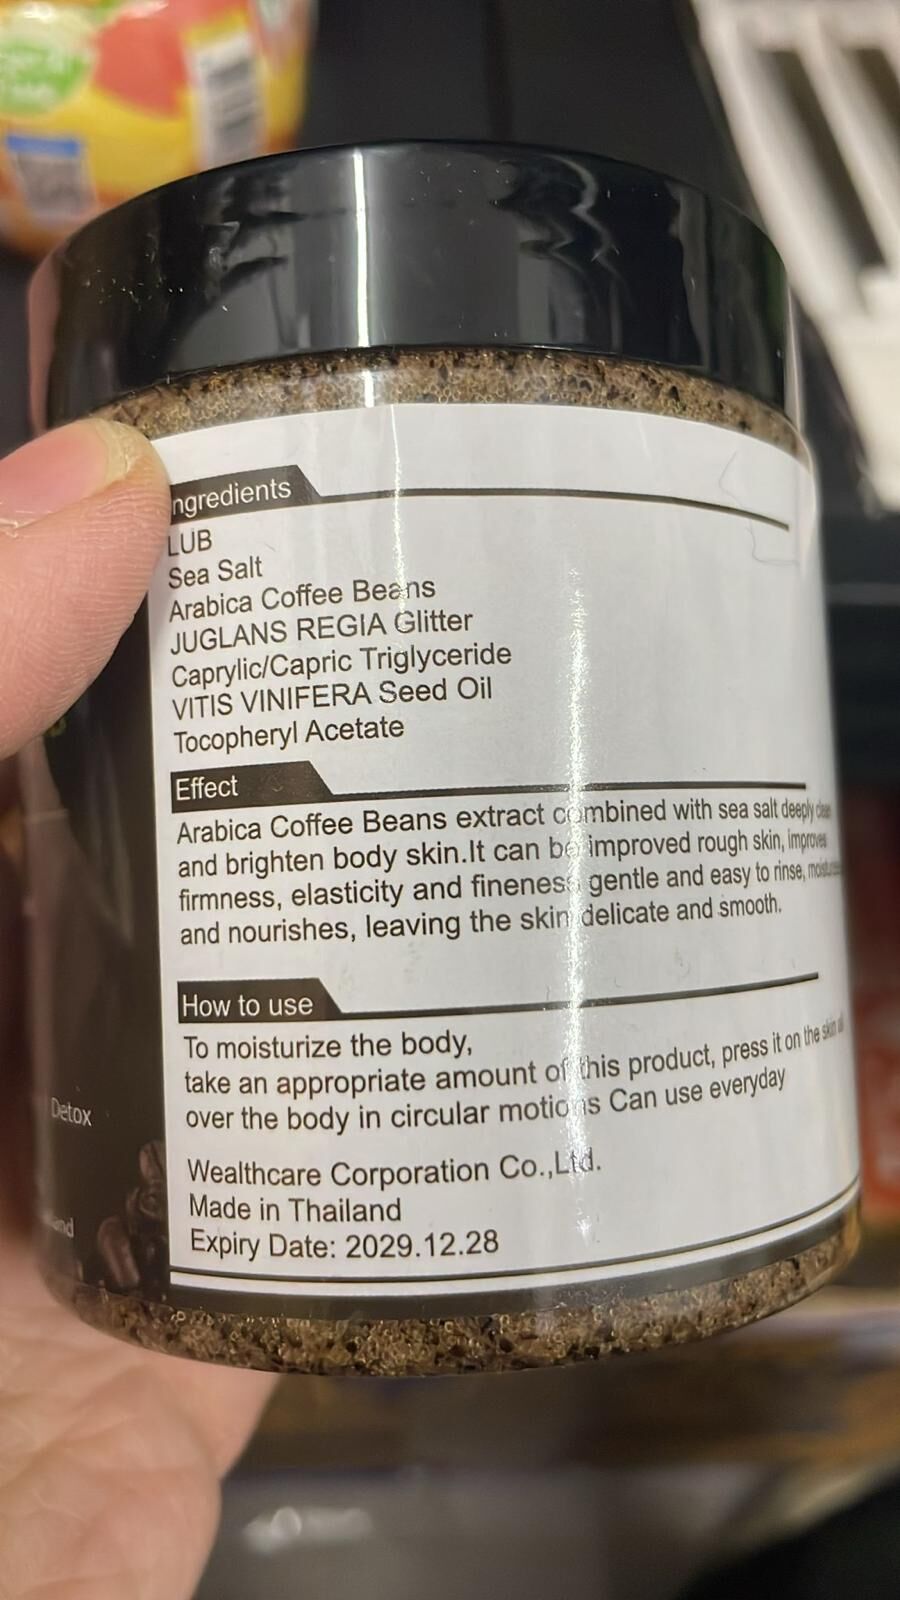 ngredients
LUB
Sea Salt
Arabica Coffee Beans
JUGLANS REGIA Glitter
Caprylic/Capric Triglyceride
VITIS VINIFERA Seed Oil
Tocopheryl Acetate
Effect
Arabica Coffee Beans extract combined with sea salt deeply clean
and brighten body skin.It can be improved rough skin, improves
firmness, elasticity and fineness gentle and easy to rinse,
and nourishes, leaving the skin delicate and smooth.
How to use
To moisturize the body,
take an appropriate amount of this product, press it on the skin all
over the body in circular motions Can use everyday
Wealthcare Corporation Co.,Ltd.
Made in Thailand
Expiry Date: 2029.12.28
Detox